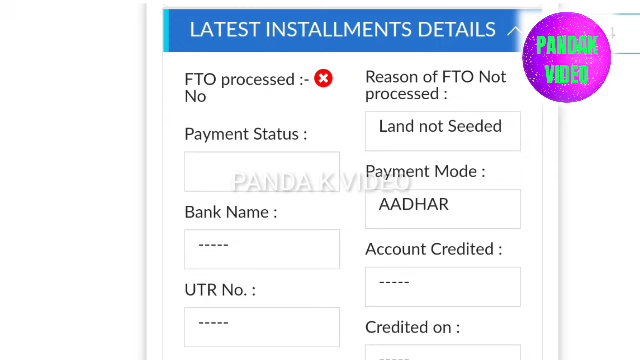 LATEST INSTALLMENTS DETAILS
PANDAK
VIDEO
FTO processed :-
No
Reason of FTO Not
processed :
Land not Seeded
Payment Status :
Payment Mode :
PANDA K VIDEO
AADHAR
Bank Name :
-----
Account Credited :
-----
UTR No. :
-----
Credited on :
-----